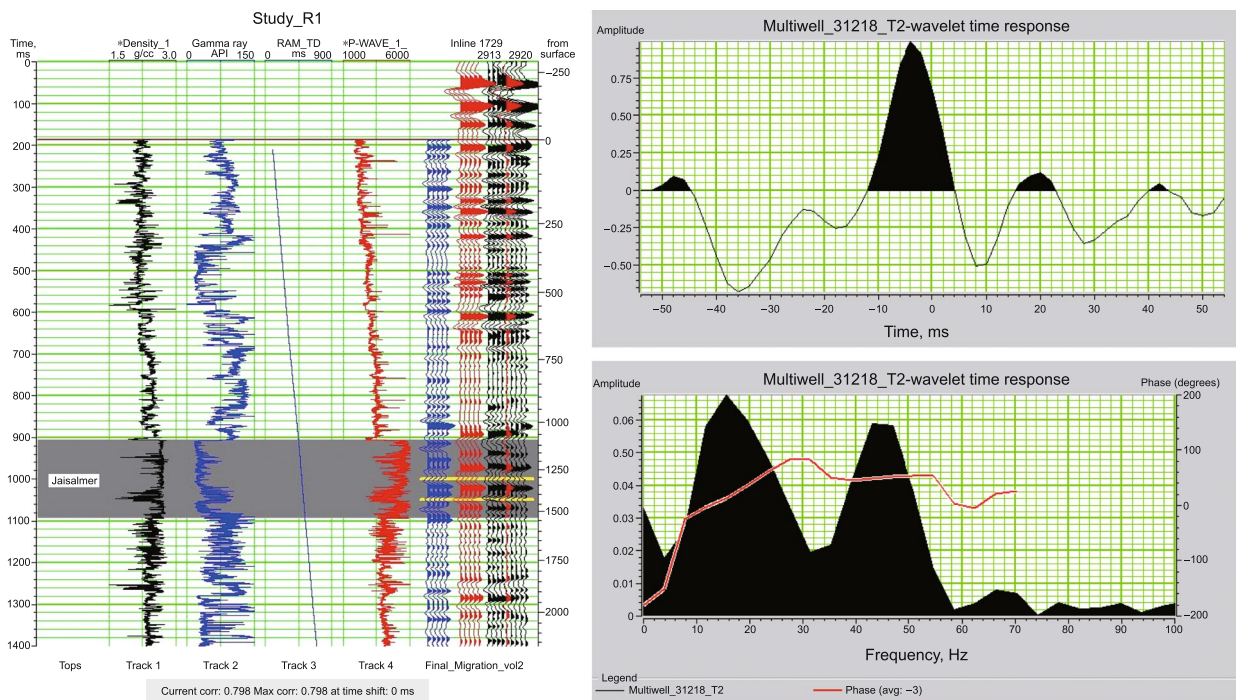 Study_R1
Time, ms
*Density_1
1.5 g/cc 3.0
Gamma ray
0 API 150
RAM_TD
0 ms 900
*P-WAVE_1_
1000 6000
Inline 1729
2913 2920
from surface
0
100
200
300
400
500
600
700
800
900
1000
1100
1200
1300
1400
−250
0
250
500
750
1000
1250
1500
1750
2000
Jaisalmer
Tops Track 1 Track 2 Track 3 Track 4 Final_Migration_vol2
Current corr: 0.798 Max corr: 0.798 at time shift: 0 ms
Multiwell_31218_T2-wavelet time response
Amplitude
0.75
0.50
0.25
0
−0.25
−0.50
−50 −40 −30 −20 −10 0 10 20 30 40 50
Time, ms
Multiwell_31218_T2-wavelet time response
Amplitude
Phase (degrees)
0.06
0.05
0.04
0.03
0.02
0.01
0
200
100
0
−100
−200
0 10 20 30 40 50 60 70 80 90 100
Frequency, Hz
Legend
Multiwell_31218_T2
Phase (avg: −3)